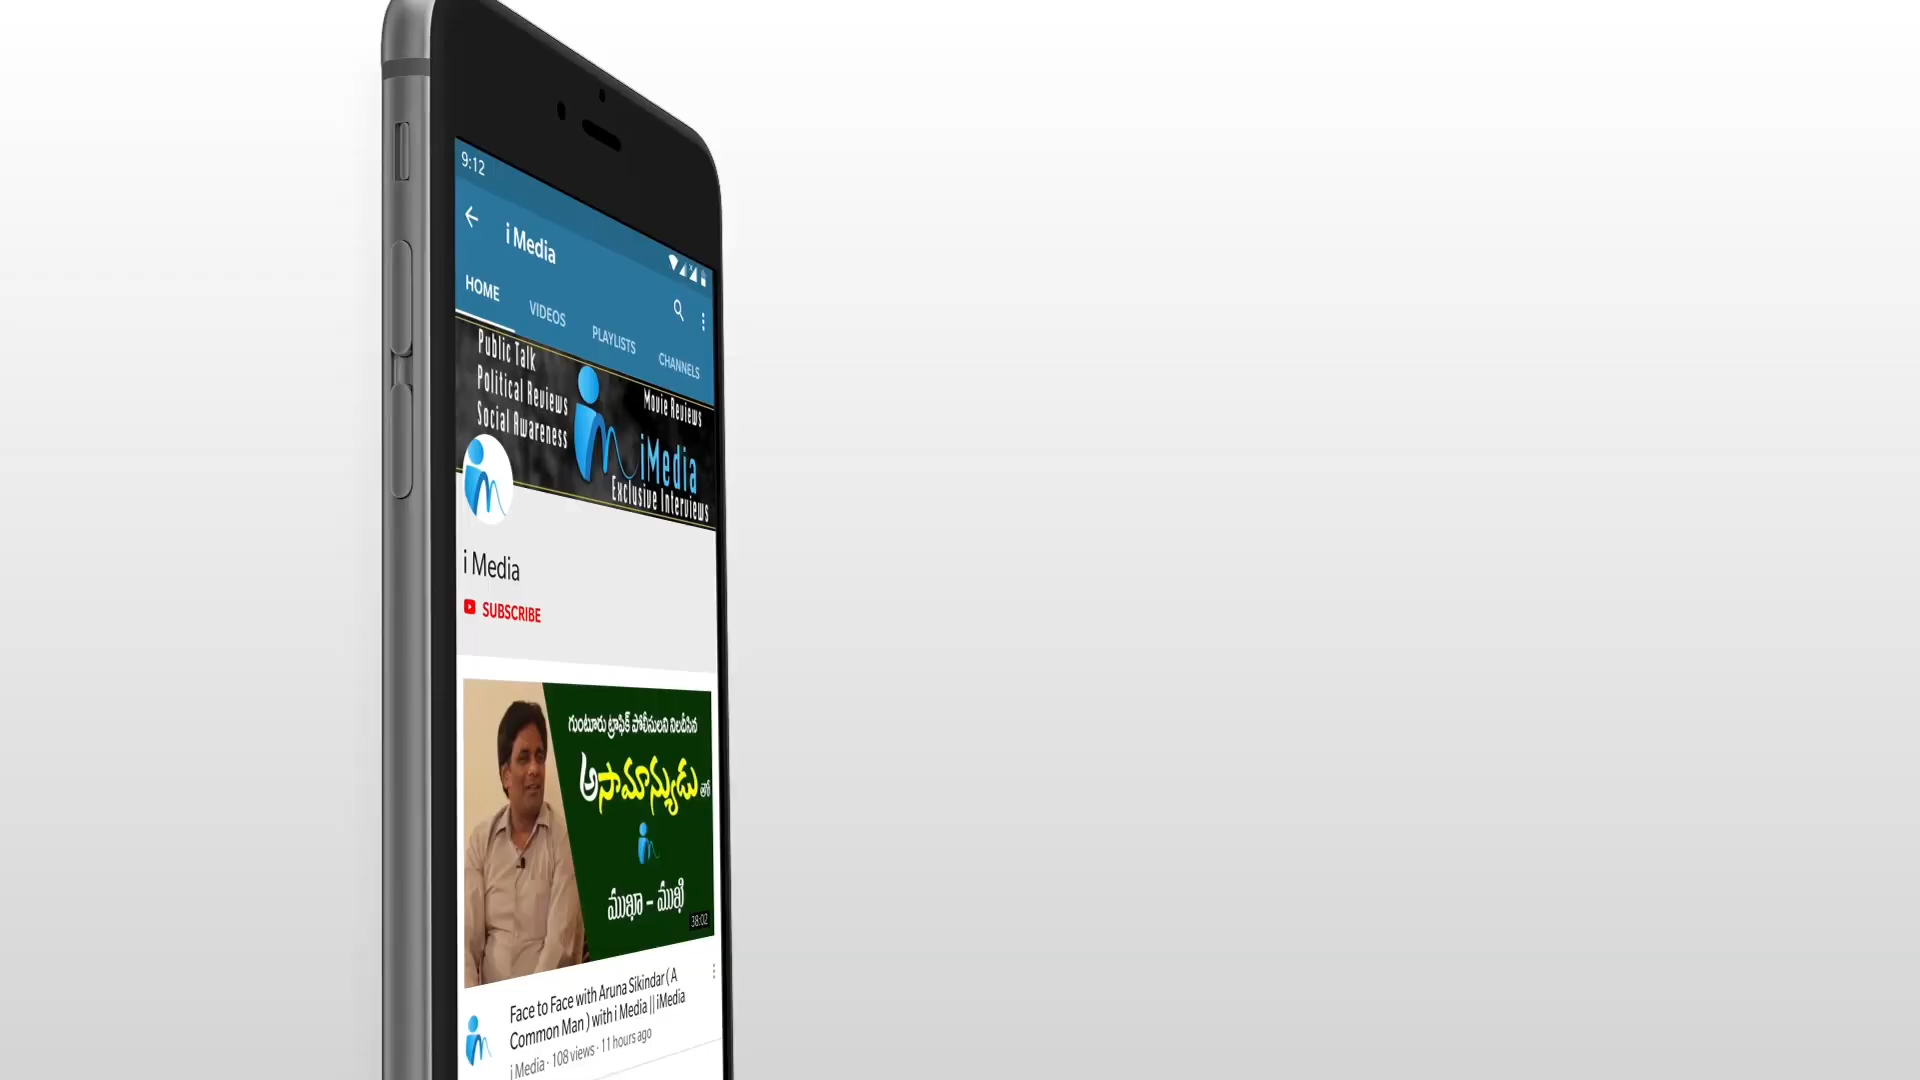 9:12
i Media
HOME
VIDEOS
PLAYLISTS
CHANNELS
Public Talk
Political Reviews
Social Awareness
Movie Reviews
iMedia
Exclusive Interviews
i Media
SUBSCRIBE
గుంటూరు ట్రాఫిక్ పోలీసులని నిలదీసిన
అసామాన్యుడు తో
ముఖా - ముఖి
38:02
Face to Face with Aruna Sikindar ( A
Common Man ) with i Media || iMedia
i Media · 108 views · 11 hours ago